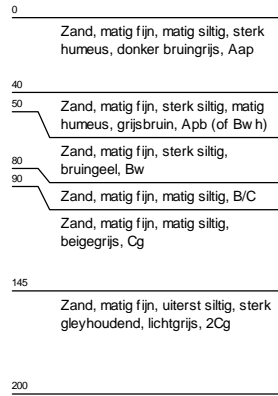 0
Zand, matig fijn, matig siltig, sterk
humeus, donker bruingrijs, Aap
40
50
Zand, matig fijn, sterk siltig, matig
humeus, grijsbruin, Apb (of Bwh)
Zand, matig fijn, sterk siltig,
bruingeel, Bw
80
90
Zand, matig fijn, matig siltig, B/C
Zand, matig fijn, matig siltig,
beigegrijs, Cg
145
Zand, matig fijn, uiterst siltig, sterk
gleyhoudend, lichtgrijs, 2Cg
200